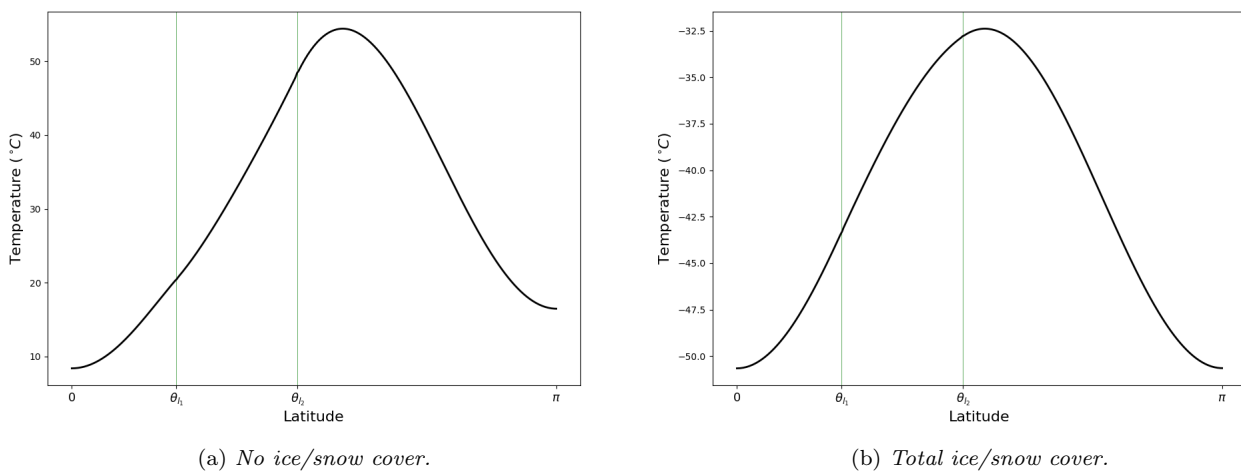 50
40
30
20
10
Temperature (°C)
0 θl₁ θl₂ π
Latitude
(a) No ice/snow cover.
−32.5
−35.0
−37.5
−40.0
−42.5
−45.0
−47.5
−50.0
Temperature (°C)
0 θl₁ θl₂ π
Latitude
(b) Total ice/snow cover.